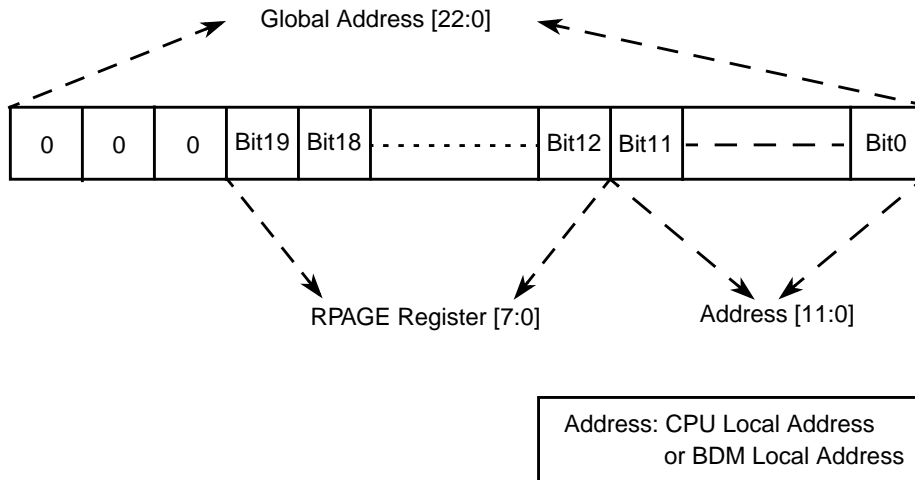 Global Address [22:0]
0 0 0 Bit19 Bit18 Bit12 Bit11 Bit0
RPAGE Register [7:0] Address [11:0]
Address: CPU Local Address
or BDM Local Address